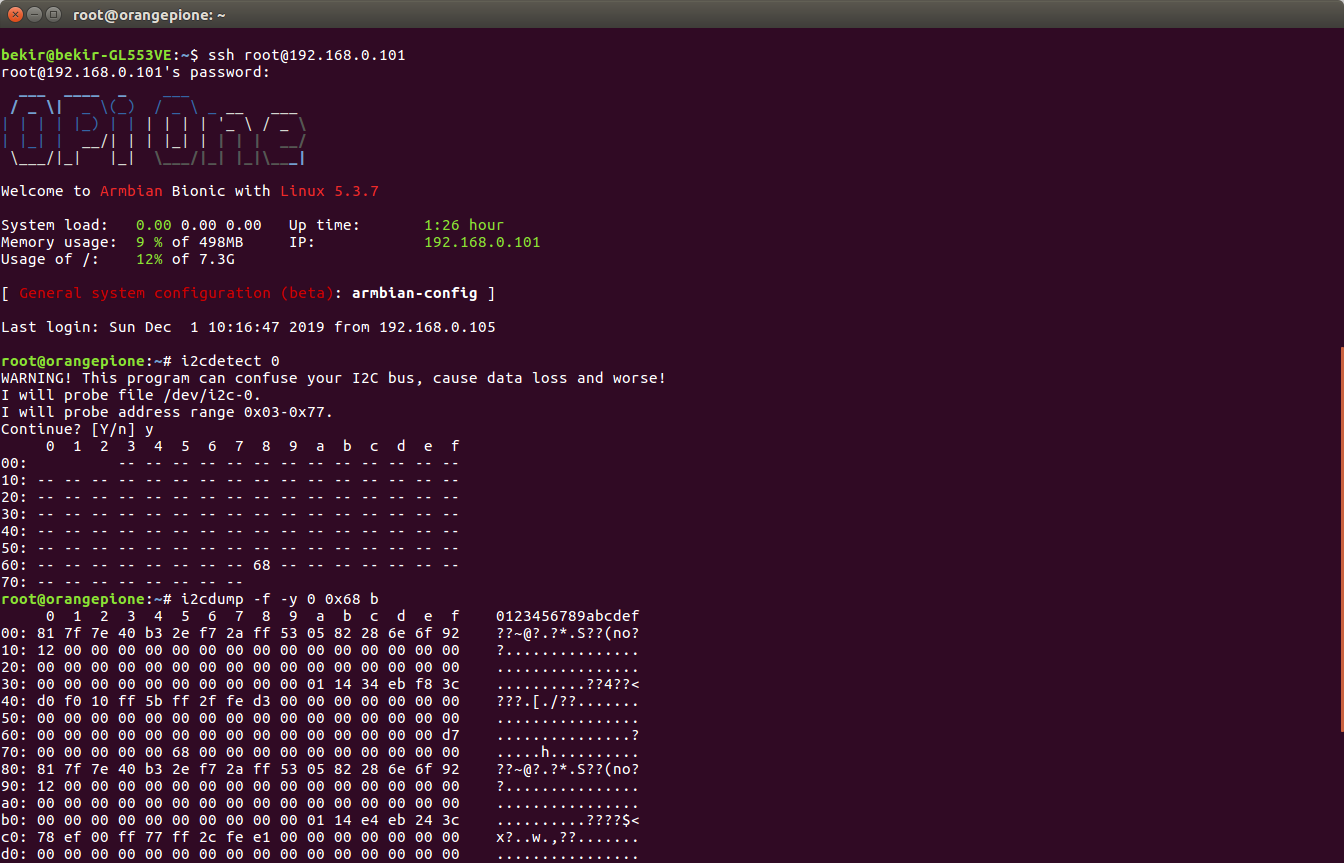 root@orangepione: ~
bekir@bekir-GL553VE:~$ ssh root@192.168.0.101
root@192.168.0.101's password:
  ___  ____  _    ___
 / _ \|  _ \(_)  / _ \ _ __   ___
| | | | |_) | | | | | | '_ \ / _ \
| |_| |  __/| | | |_| | | | |  __/
 \___/|_|   |_|  \___/|_| |_|\___|
Welcome to Armbian Bionic with Linux 5.3.7
System load:   0.00 0.00 0.00   Up time:       1:26 hour
Memory usage:  9 % of 498MB     IP:            192.168.0.101
Usage of /:    12% of 7.3G
[ General system configuration (beta): armbian-config ]
Last login: Sun Dec  1 10:16:47 2019 from 192.168.0.105
root@orangepione:~# i2cdetect 0
WARNING! This program can confuse your I2C bus, cause data loss and worse!
I will probe file /dev/i2c-0.
I will probe address range 0x03-0x77.
Continue? [Y/n] y
     0  1  2  3  4  5  6  7  8  9  a  b  c  d  e  f
00:          -- -- -- -- -- -- -- -- -- -- -- -- --
10: -- -- -- -- -- -- -- -- -- -- -- -- -- -- -- --
20: -- -- -- -- -- -- -- -- -- -- -- -- -- -- -- --
30: -- -- -- -- -- -- -- -- -- -- -- -- -- -- -- --
40: -- -- -- -- -- -- -- -- -- -- -- -- -- -- -- --
50: -- -- -- -- -- -- -- -- -- -- -- -- -- -- -- --
60: -- -- -- -- -- -- -- -- 68 -- -- -- -- -- -- --
70: -- -- -- -- -- -- -- --
root@orangepione:~# i2cdump -f -y 0 0x68 b
     0  1  2  3  4  5  6  7  8  9  a  b  c  d  e  f    0123456789abcdef
00: 81 7f 7e 40 b3 2e f7 2a ff 53 05 82 28 6e 6f 92    ??~@?.?*.S??(no?
10: 12 00 00 00 00 00 00 00 00 00 00 00 00 00 00 00    ?...............
20: 00 00 00 00 00 00 00 00 00 00 00 00 00 00 00 00    ................
30: 00 00 00 00 00 00 00 00 00 00 01 14 34 eb f8 3c    ..........??4??<
40: d0 f0 10 ff 5b ff 2f fe d3 00 00 00 00 00 00 00    ???.[./??.......
50: 00 00 00 00 00 00 00 00 00 00 00 00 00 00 00 00    ................
60: 00 00 00 00 00 00 00 00 00 00 00 00 00 00 00 d7    ...............?
70: 00 00 00 00 00 68 00 00 00 00 00 00 00 00 00 00    .....h..........
80: 81 7f 7e 40 b3 2e f7 2a ff 53 05 82 28 6e 6f 92    ??~@?.?*.S??(no?
90: 12 00 00 00 00 00 00 00 00 00 00 00 00 00 00 00    ?...............
a0: 00 00 00 00 00 00 00 00 00 00 00 00 00 00 00 00    ................
b0: 00 00 00 00 00 00 00 00 00 00 01 14 e4 eb 24 3c    ..........????$<
c0: 78 ef 00 ff 77 ff 2c fe e1 00 00 00 00 00 00 00    x?..w.,??.......
d0: 00 00 00 00 00 00 00 00 00 00 00 00 00 00 00 00    ................